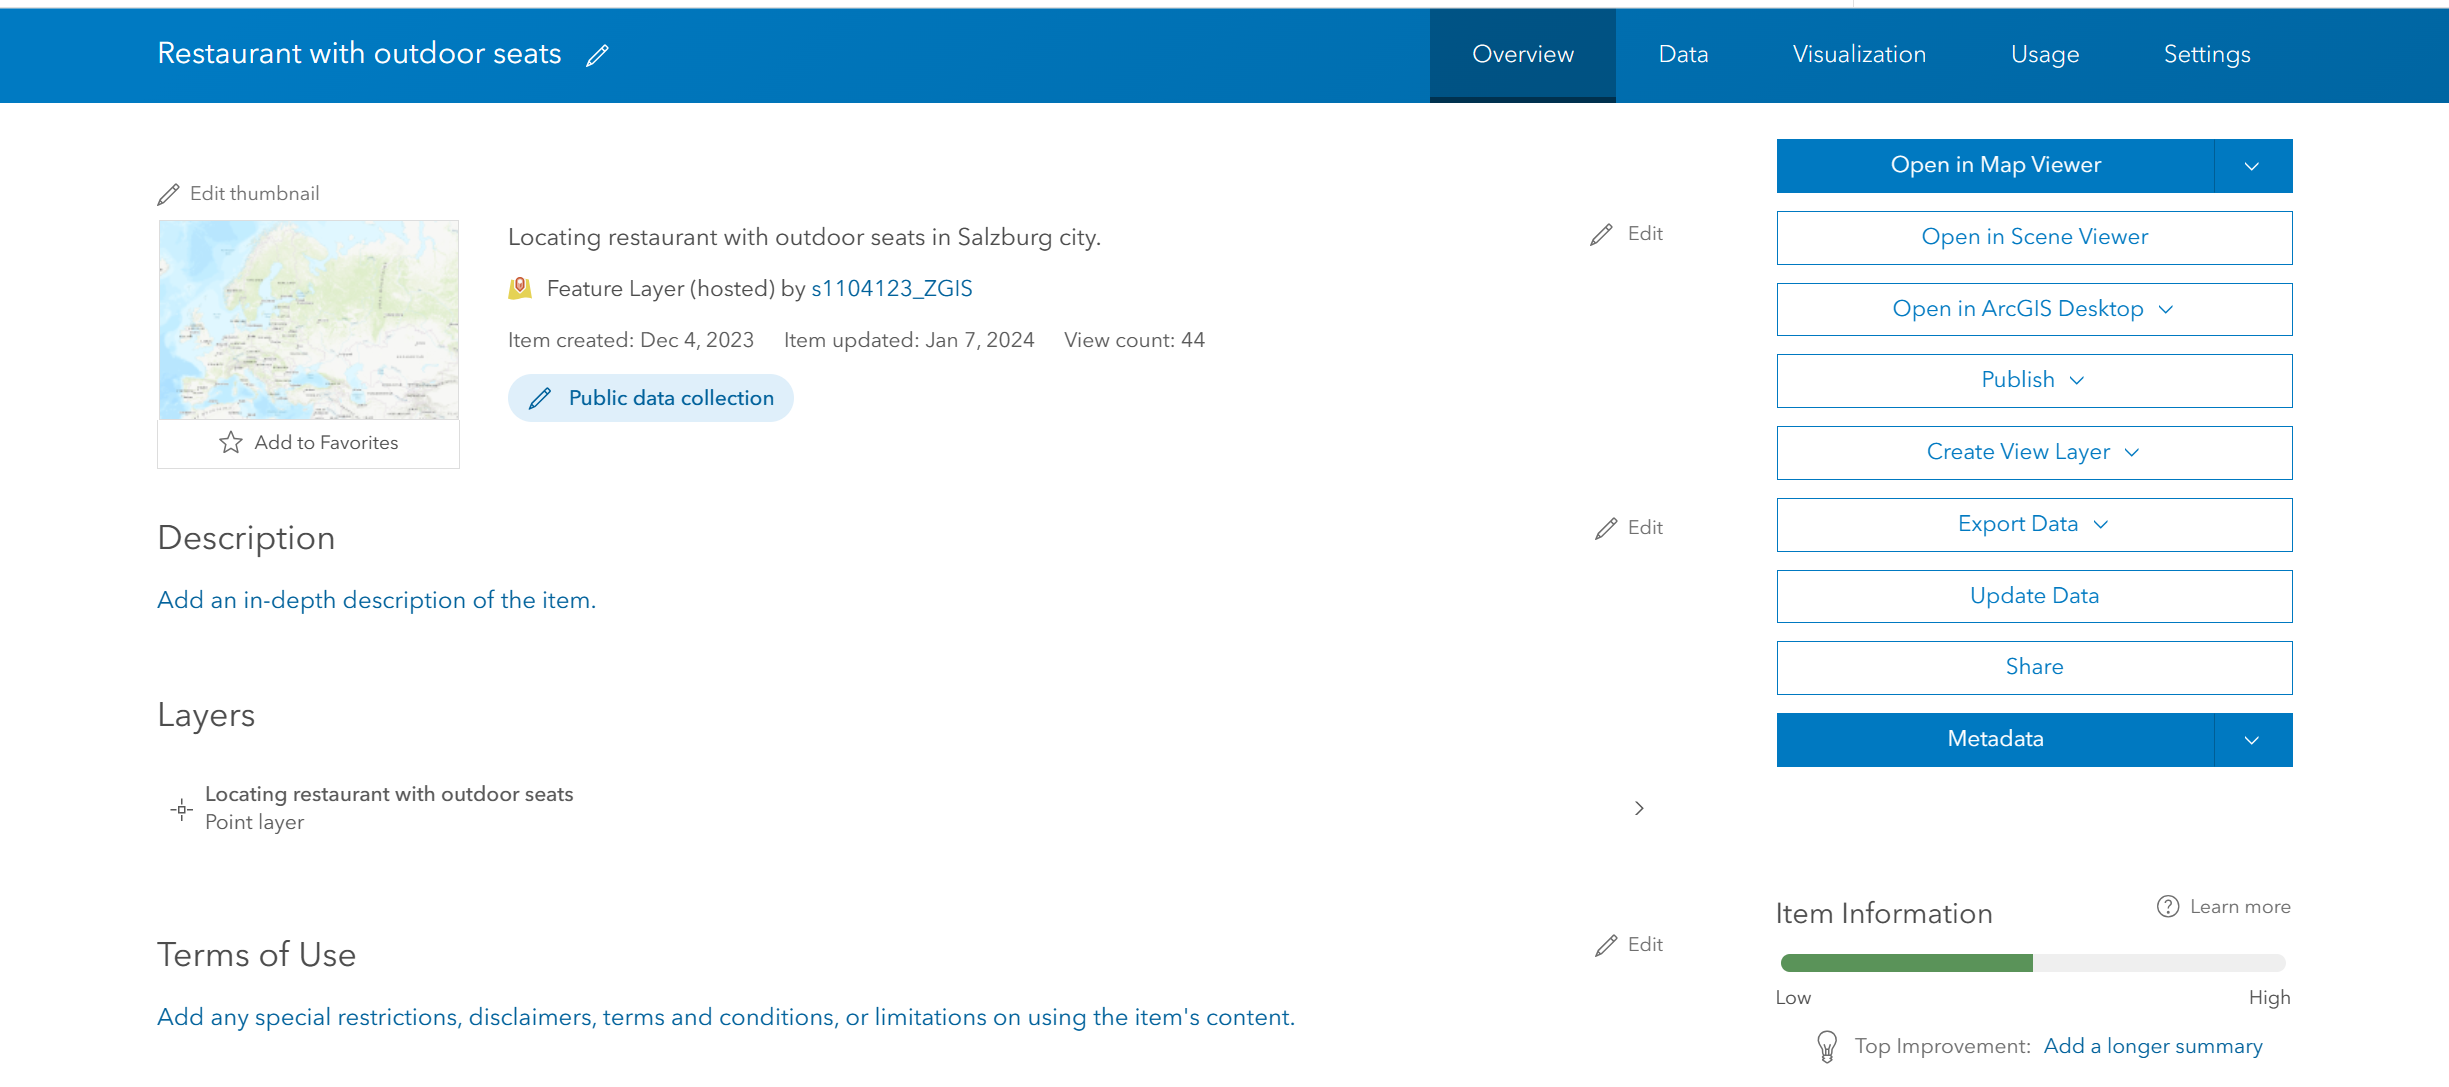 Restaurant with outdoor seats
Overview
Data
Visualization
Usage
Settings
Edit thumbnail
Add to Favorites
Locating restaurant with outdoor seats in Salzburg city.
Edit
Feature Layer (hosted) by s1104123_ZGIS
Item created: Dec 4, 2023 Item updated: Jan 7, 2024 View count: 44
Public data collection
Description
Edit
Add an in-depth description of the item.
Layers
Locating restaurant with outdoor seats
Point layer
Terms of Use
Edit
Add any special restrictions, disclaimers, terms and conditions, or limitations on using the item's content.
Open in Map Viewer
Open in Scene Viewer
Open in ArcGIS Desktop
Publish
Create View Layer
Export Data
Update Data
Share
Metadata
Item Information
Learn more
Low
High
Top Improvement: Add a longer summary